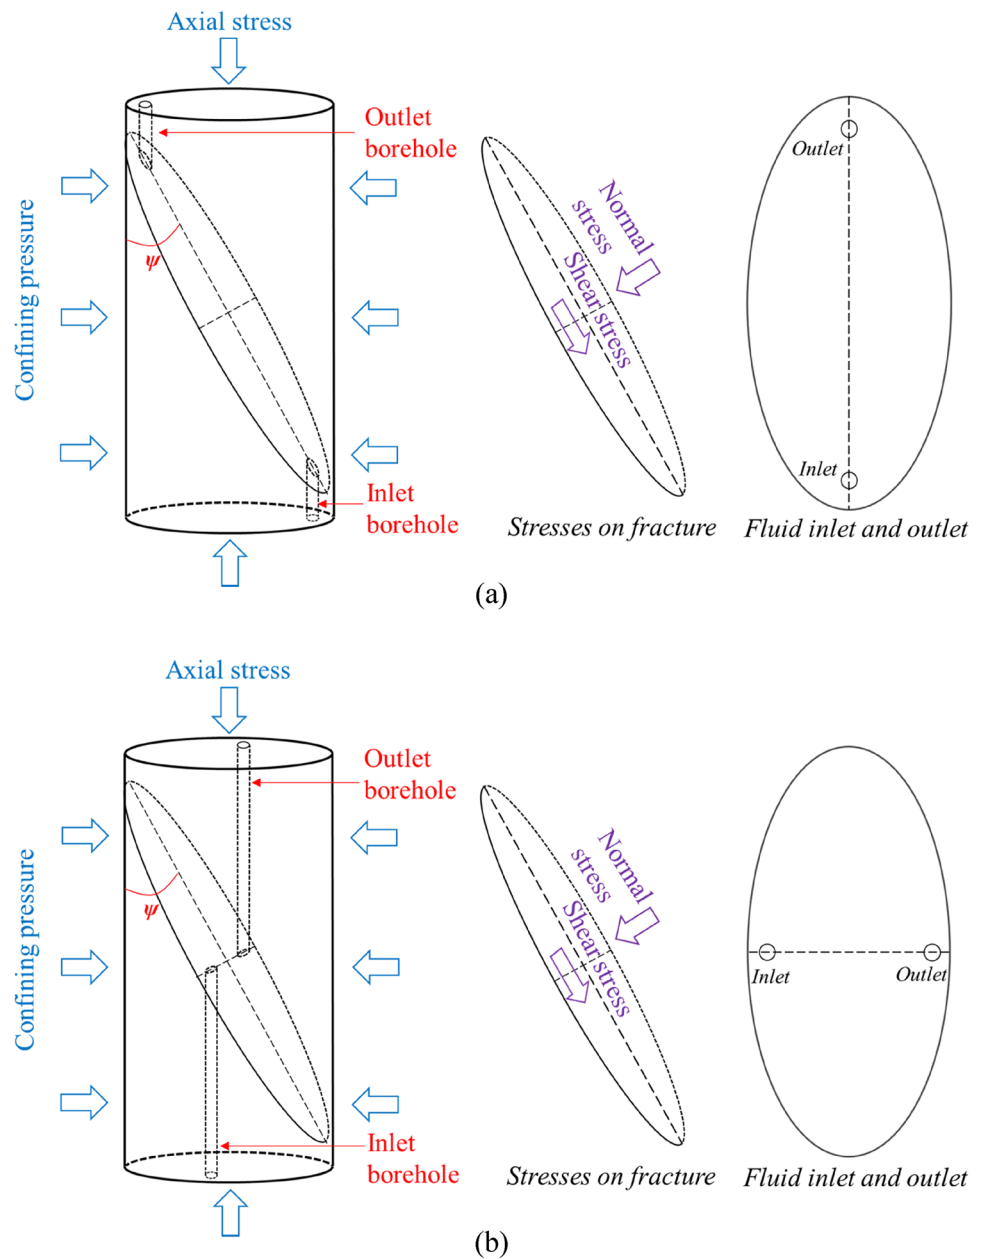 Axial stress
Outlet
borehole
Confining pressure
ψ
Inlet
borehole
Normal
stress
Shear stress
Stresses on fracture
Outlet
Inlet
Fluid inlet and outlet
(a)
Axial stress
Outlet
borehole
Confining pressure
ψ
Inlet
borehole
Normal
stress
Shear stress
Stresses on fracture
Inlet
Outlet
Fluid inlet and outlet
(b)